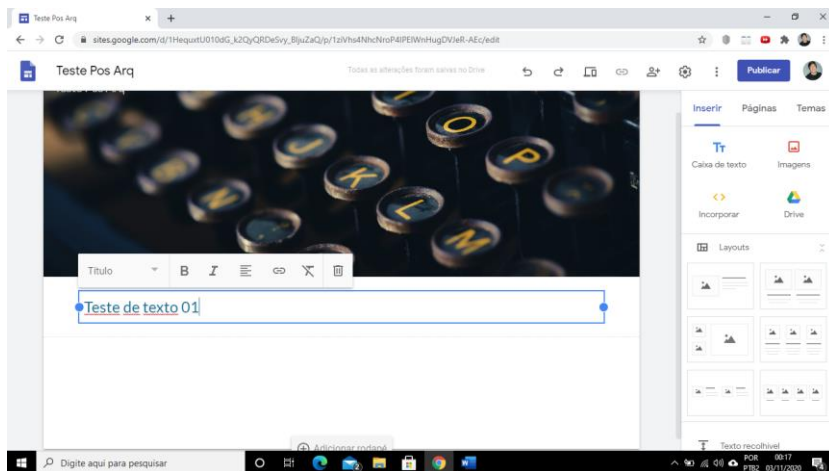 Teste Pos Arq
sites.google.com/d/1HequxtU010dG_k2QyQRDeSvy_BljuZaQ/p/1ziVhs4NhcNroP4IPEIWnHugDVJeR-AEc/edit
Teste Pos Arq
Todas as alterações foram salvas no Drive
Publicar
Inserir Páginas Temas
Caixa de texto Imagens
Incorporar Drive
Layouts
I O P
J K L M
Título B I
Teste de texto 01
Adicionar rodapé
Texto recolhível
Digite aqui para pesquisar
POR 00:17
PTB2 03/11/2020